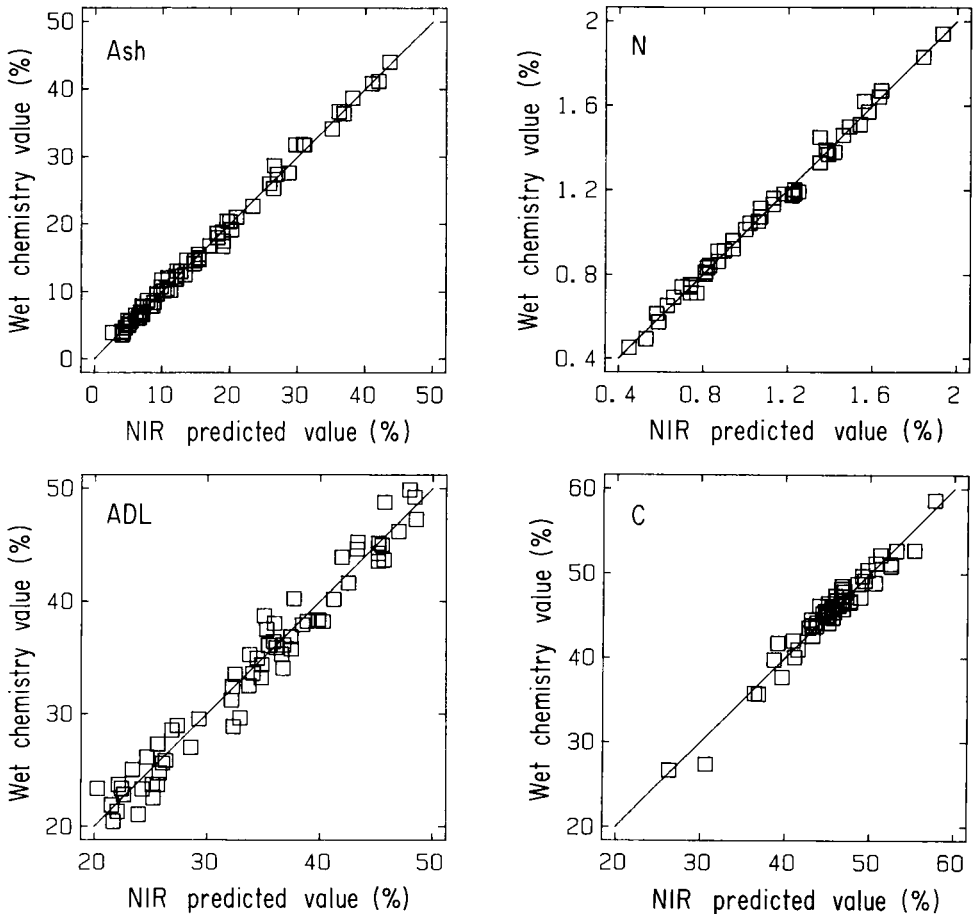 Ash
Wet chemistry value (%)
50
40
30
20
10
0
0 10 20 30 40 50
NIR predicted value (%)
N
Wet chemistry value (%)
2
1.6
1.2
0.8
0.4
0.4 0.8 1.2 1.6 2
NIR predicted value (%)
ADL
Wet chemistry value (%)
50
40
30
20
20 30 40 50
NIR predicted value (%)
C
Wet chemistry value (%)
60
50
40
30
20
20 30 40 50 60
NIR predicted value (%)